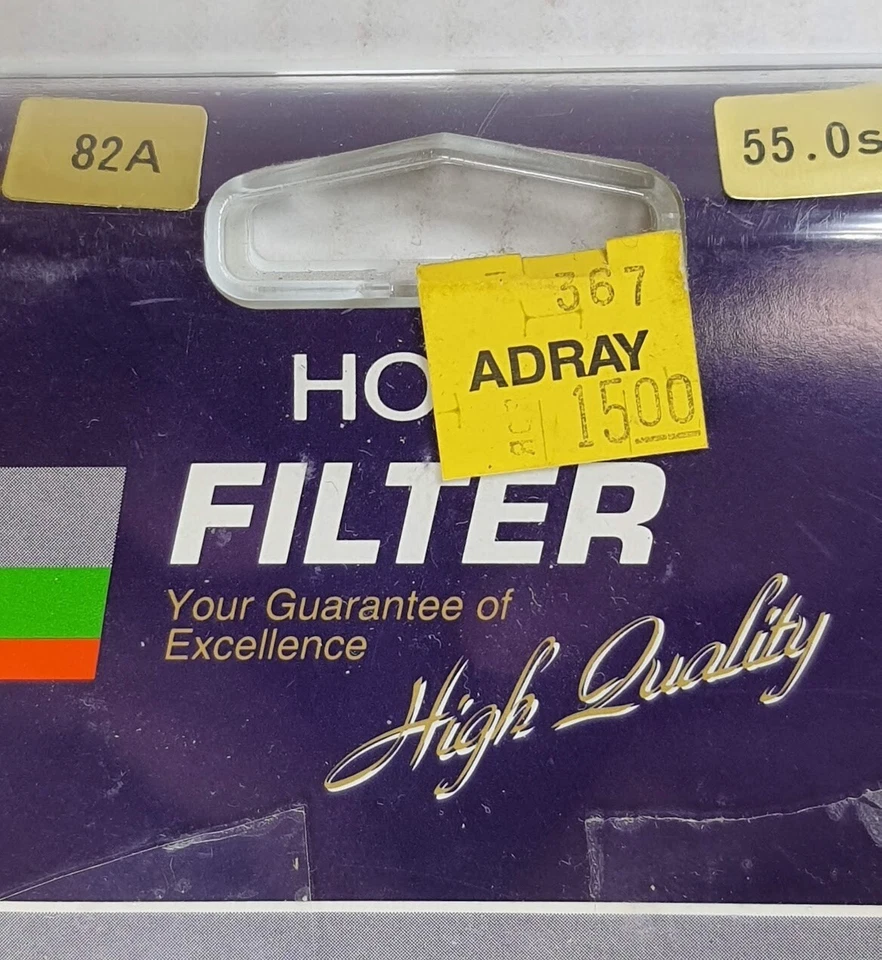 82A
55.0s
367
ADRAY
1500
HO
FILTER
Your Guarantee of
Excellence
High Quality